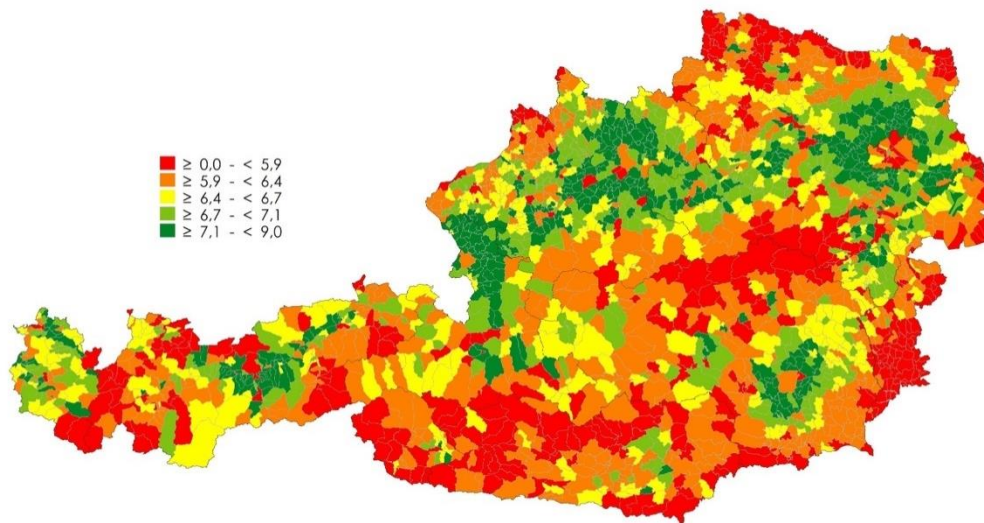 ≥ 0,0 - < 5,9
≥ 5,9 - < 6,4
≥ 6,4 - < 6,7
≥ 6,7 - < 7,1
≥ 7,1 - < 9,0